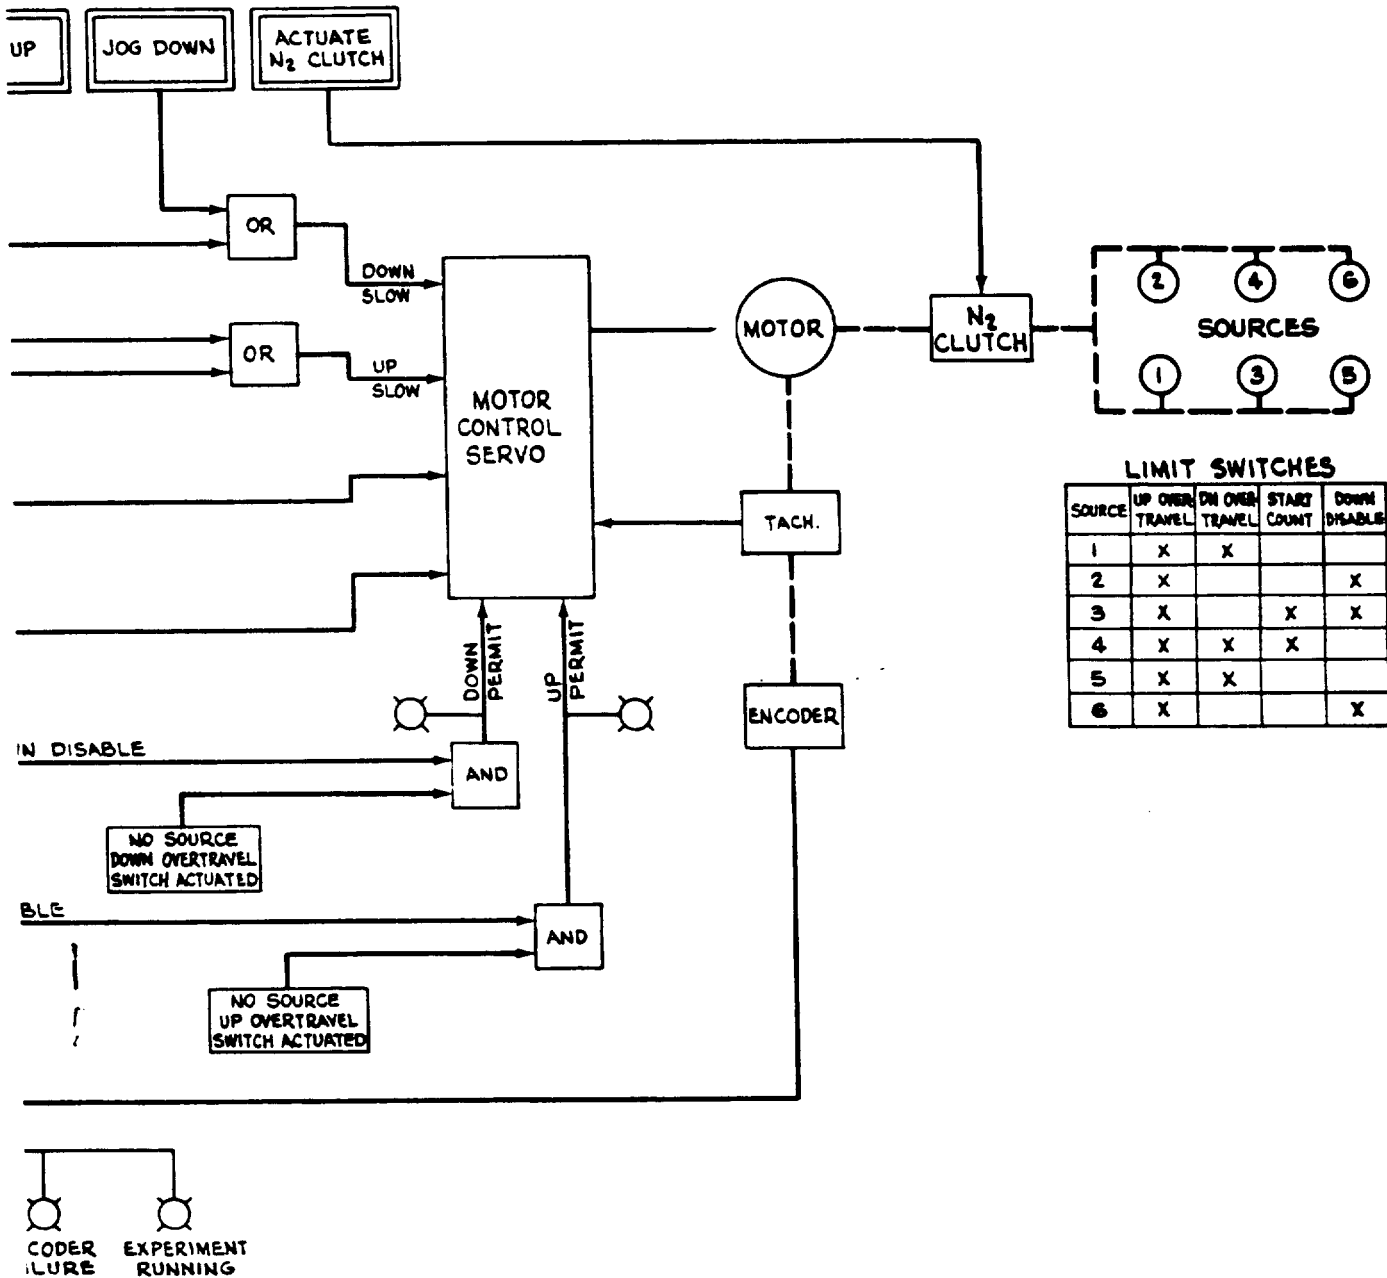 UP
JOG DOWN
ACTUATE
N2 CLUTCH
OR
DOWN
SLOW
OR
UP
SLOW
MOTOR
CONTROL
SERVO
MOTOR
N2
CLUTCH
2 4 6
SOURCES
1 3 5
TACH.
ENCODER
LIMIT SWITCHES
SOURCE UP OVER- DN OVER- START DOWN
TRAVEL TRAVEL COUNT DISABLE
1 X X
2 X X
3 X X X
4 X X X
5 X X
6 X X
DOWN
PERMIT
UP
PERMIT
IN DISABLE
AND
NO SOURCE
DOWN OVERTRAVEL
SWITCH ACTUATED
BLE
AND
NO SOURCE
UP OVERTRAVEL
SWITCH ACTUATED
CODER
ILURE
EXPERIMENT
RUNNING